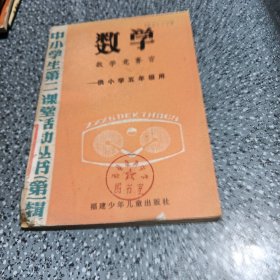 中小学生第二课堂活动丛书第一辑
数学
数学竞赛官
—供小学五年级用
福建少年儿童出版社